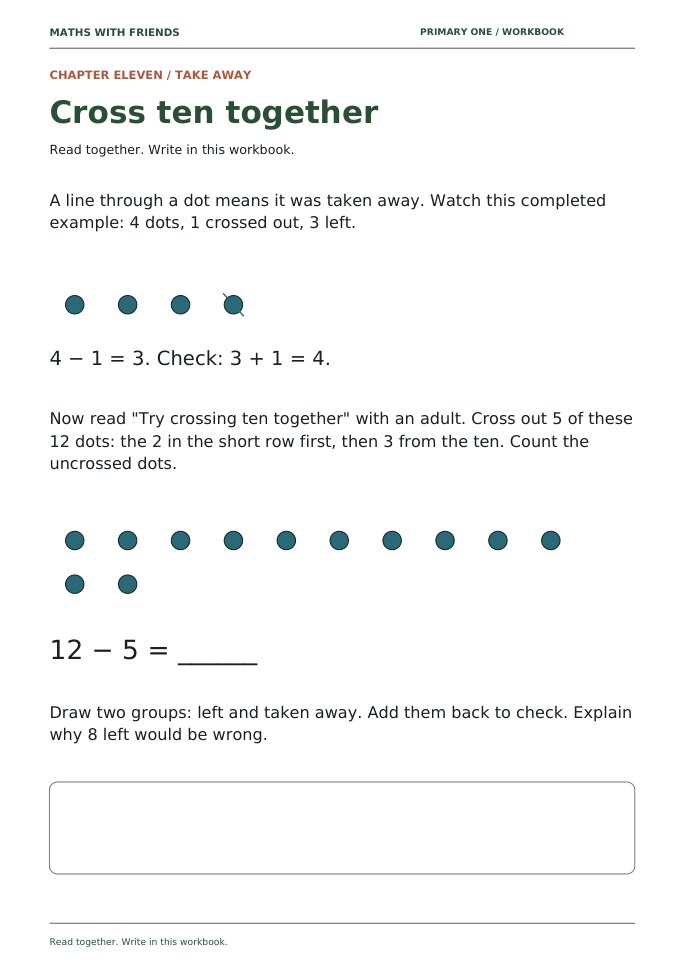 MATHS WITH FRIENDS
PRIMARY ONE / WORKBOOK
CHAPTER ELEVEN / TAKE AWAY
Cross ten together
Read together. Write in this workbook.
A line through a dot means it was taken away. Watch this completed
example: 4 dots, 1 crossed out, 3 left.
4 − 1 = 3. Check: 3 + 1 = 4.
Now read "Try crossing ten together" with an adult. Cross out 5 of these
12 dots: the 2 in the short row first, then 3 from the ten. Count the
uncrossed dots.
12 − 5 = ______
Draw two groups: left and taken away. Add them back to check. Explain
why 8 left would be wrong.
Read together. Write in this workbook.